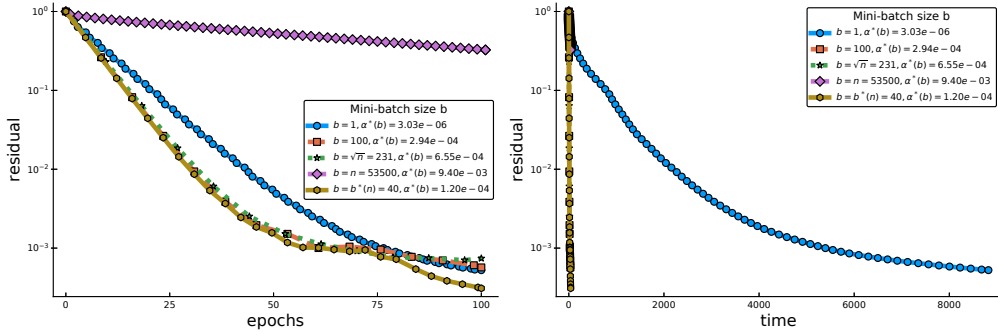 10⁰
10⁻¹
10⁻²
10⁻³
residual
0
25
50
75
100
epochs
Mini-batch size b
b = 1, α*(b) = 3.03e − 06
b = 100, α*(b) = 2.94e − 04
b = √n = 231, α*(b) = 6.55e − 04
b = n = 53500, α*(b) = 9.40e − 03
b = b*(n) = 40, α*(b) = 1.20e − 04
10⁰
10⁻¹
10⁻²
10⁻³
residual
0
2000
4000
6000
8000
time
Mini-batch size b
b = 1, α*(b) = 3.03e − 06
b = 100, α*(b) = 2.94e − 04
b = √n = 231, α*(b) = 6.55e − 04
b = n = 53500, α*(b) = 9.40e − 03
b = b*(n) = 40, α*(b) = 1.20e − 04